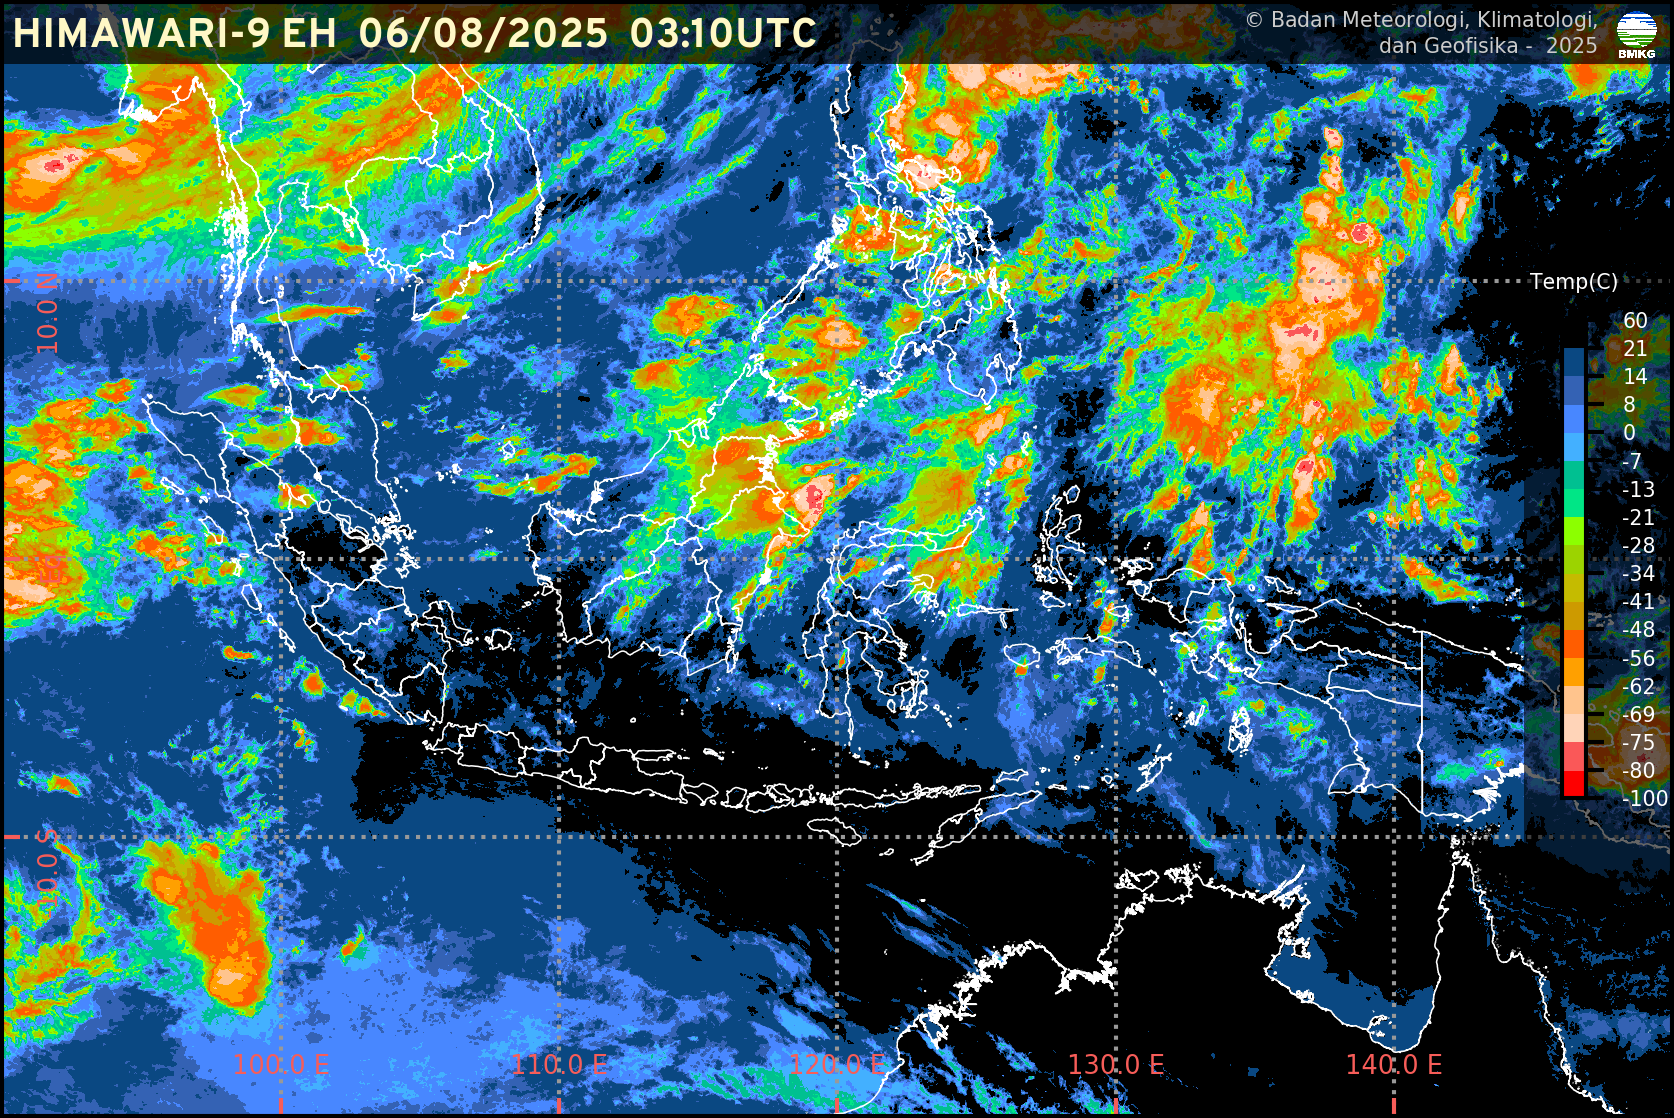 HIMAWARI-9 EH 06/08/2025 03:10UTC
© Badan Meteorologi, Klimatologi,
dan Geofisika - 2025
BMKG
Temp(C)
60
21
14
8
0
-7
-13
-21
-28
-34
-41
-48
-56
-62
-69
-75
-80
-100
10.0 N
10.0 S
100.0 E
110.0 E
120.0 E
130.0 E
140.0 E